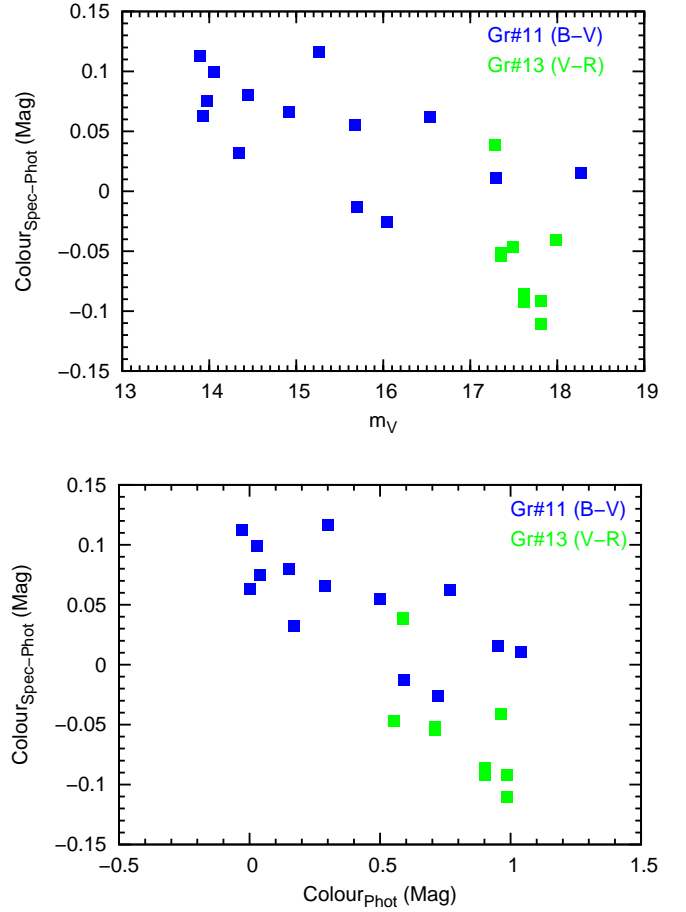 0.15
0.1
0.05
0
−0.05
−0.1
−0.15
13 14 15 16 17 18 19
Colour_Spec−Phot (Mag)
m_V
Gr#11 (B−V)
Gr#13 (V−R)
0.15
0.1
0.05
0
−0.05
−0.1
−0.15
−0.5 0 0.5 1 1.5
Colour_Spec−Phot (Mag)
Colour_Phot (Mag)
Gr#11 (B−V)
Gr#13 (V−R)